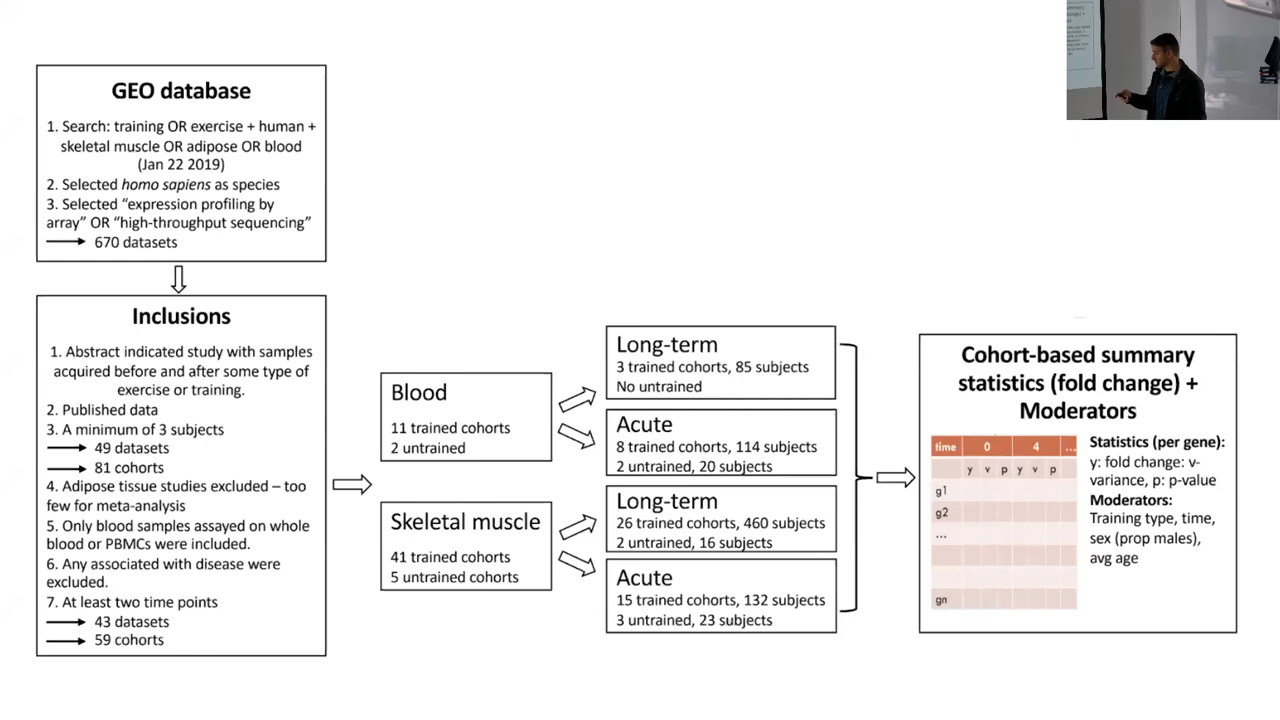 GEO database
1. Search: training OR exercise + human +
skeletal muscle OR adipose OR blood
(Jan 22 2019)
2. Selected homo sapiens as species
3. Selected “expression profiling by
array” OR “high-throughput sequencing”
670 datasets
Inclusions
1. Abstract indicated study with samples
acquired before and after some type of
exercise or training.
2. Published data
3. A minimum of 3 subjects
49 datasets
81 cohorts
4. Adipose tissue studies excluded – too
few for meta-analysis
5. Only blood samples assayed on whole
blood or PBMCs were included.
6. Any associated with disease were
excluded.
7. At least two time points
43 datasets
59 cohorts
Blood
11 trained cohorts
2 untrained
Skeletal muscle
41 trained cohorts
5 untrained cohorts
Long-term
3 trained cohorts, 85 subjects
No untrained
Acute
8 trained cohorts, 114 subjects
2 untrained, 20 subjects
Long-term
26 trained cohorts, 460 subjects
2 untrained, 16 subjects
Acute
15 trained cohorts, 132 subjects
3 untrained, 23 subjects
Cohort-based summary
statistics (fold change) +
Moderators
time 0 4 ...
y v p y v p
g1
g2
...
gn
Statistics (per gene):
y: fold change: v-
variance, p: p-value
Moderators:
Training type, time,
sex (prop males),
avg age